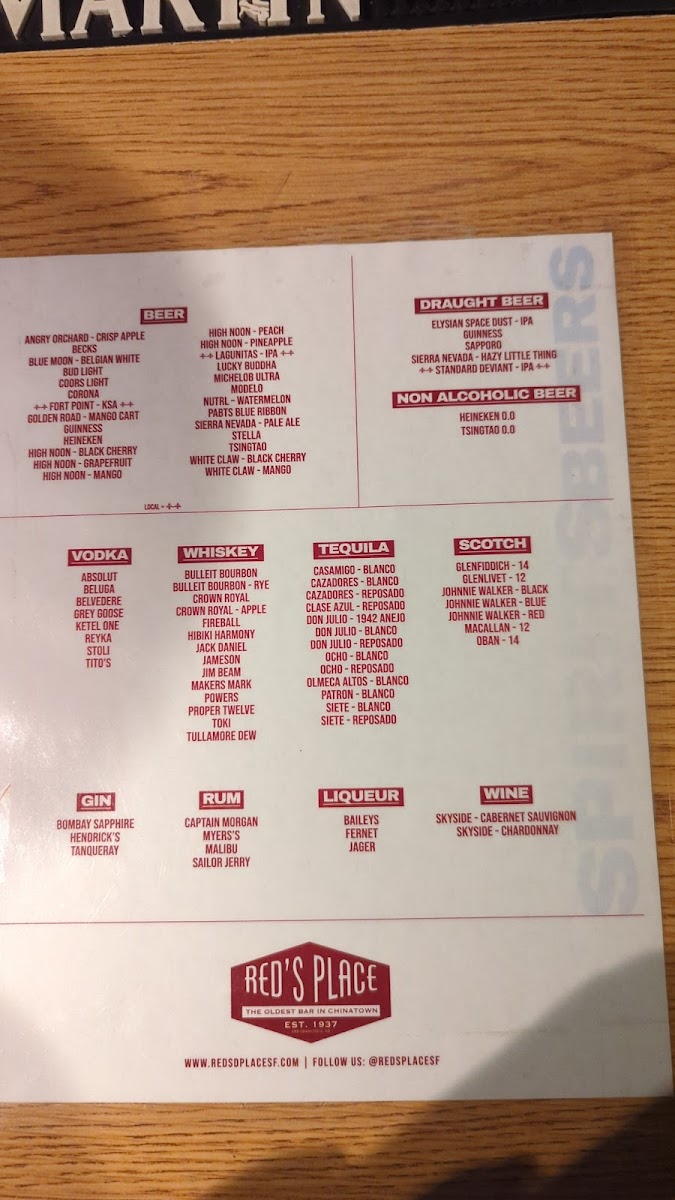 MARTIN
BEER
ANGRY ORCHARD - CRISP APPLE
BECKS
BLUE MOON - BELGIAN WHITE
BUD LIGHT
COORS LIGHT
CORONA
++ FORT POINT - KSA ++
GOLDEN ROAD - MANGO CART
GUINNESS
HEINEKEN
HIGH NOON - BLACK CHERRY
HIGH NOON - GRAPEFRUIT
HIGH NOON - MANGO
HIGH NOON - PEACH
HIGH NOON - PINEAPPLE
++ LAGUNITAS - IPA ++
LUCKY BUDDHA
MICHELOB ULTRA
MODELO
NUTRL - WATERMELON
PABTS BLUE RIBBON
SIERRA NEVADA - PALE ALE
STELLA
TSINGTAO
WHITE CLAW - BLACK CHERRY
WHITE CLAW - MANGO
LOCAL = ++
DRAUGHT BEER
ELYSIAN SPACE DUST - IPA
GUINNESS
SAPPORO
SIERRA NEVADA - HAZY LITTLE THING
++ STANDARD DEVIANT - IPA ++
NON ALCOHOLIC BEER
HEINEKEN 0.0
TSINGTAO 0.0
VODKA
ABSOLUT
BELUGA
BELVEDERE
GREY GOOSE
KETEL ONE
REYKA
STOLI
TITO'S
WHISKEY
BULLEIT BOURBON
BULLEIT BOURBON - RYE
CROWN ROYAL
CROWN ROYAL - APPLE
FIREBALL
HIBIKI HARMONY
JACK DANIEL
JAMESON
JIM BEAM
MAKERS MARK
POWERS
PROPER TWELVE
TOKI
TULLAMORE DEW
TEQUILA
CASAMIGO - BLANCO
CAZADORES - BLANCO
CAZADORES - REPOSADO
CLASE AZUL - REPOSADO
DON JULIO - 1942 ANEJO
DON JULIO - BLANCO
DON JULIO - REPOSADO
OCHO - BLANCO
OCHO - REPOSADO
OLMECA ALTOS - BLANCO
PATRON - BLANCO
SIETE - BLANCO
SIETE - REPOSADO
SCOTCH
GLENFIDDICH - 14
GLENLIVET - 12
JOHNNIE WALKER - BLACK
JOHNNIE WALKER - BLUE
JOHNNIE WALKER - RED
MACALLAN - 12
OBAN - 14
GIN
BOMBAY SAPPHIRE
HENDRICK'S
TANQUERAY
RUM
CAPTAIN MORGAN
MYERS'S
MALIBU
SAILOR JERRY
LIQUEUR
BAILEYS
FERNET
JAGER
WINE
SKYSIDE - CABERNET SAUVIGNON
SKYSIDE - CHARDONNAY
RED'S PLACE
THE OLDEST BAR IN CHINATOWN
EST. 1937
WWW.REDSDPLACESF.COM | FOLLOW US: @REDSPLACESF